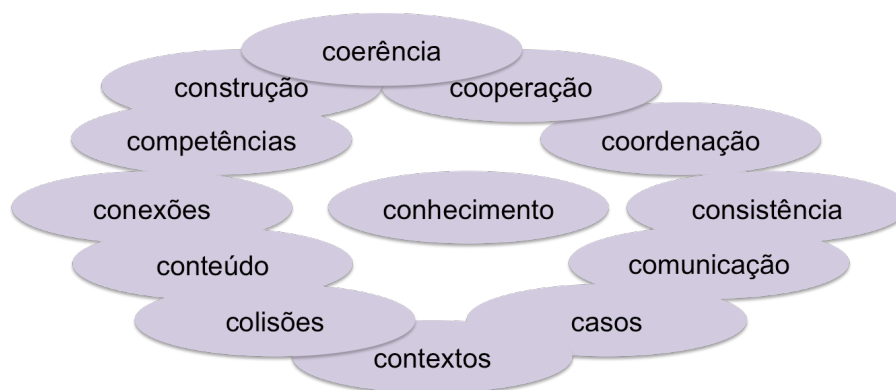 coerência
construção
cooperação
competências
coordenação
conexões
conhecimento
consistência
conteúdo
comunicação
colisões
casos
contextos